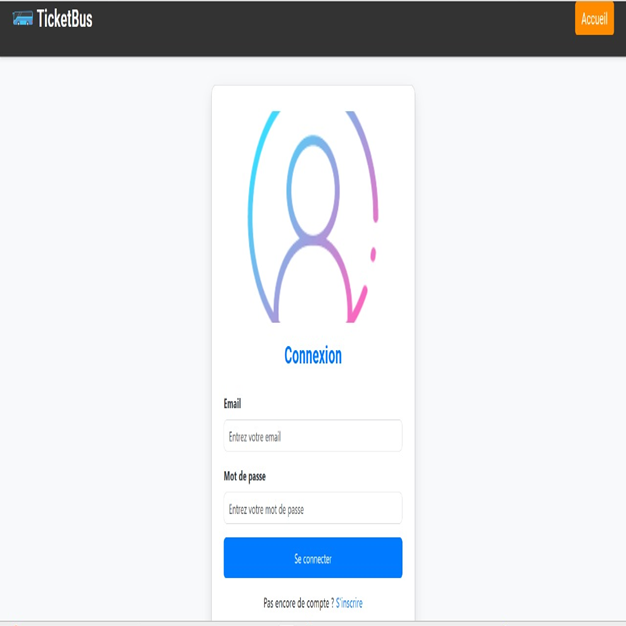 TicketBus
Accueil
Connexion
Email
Entrez votre email
Mot de passe
Entrez votre mot de passe
Se connecter
Pas encore de compte ? S'inscrire